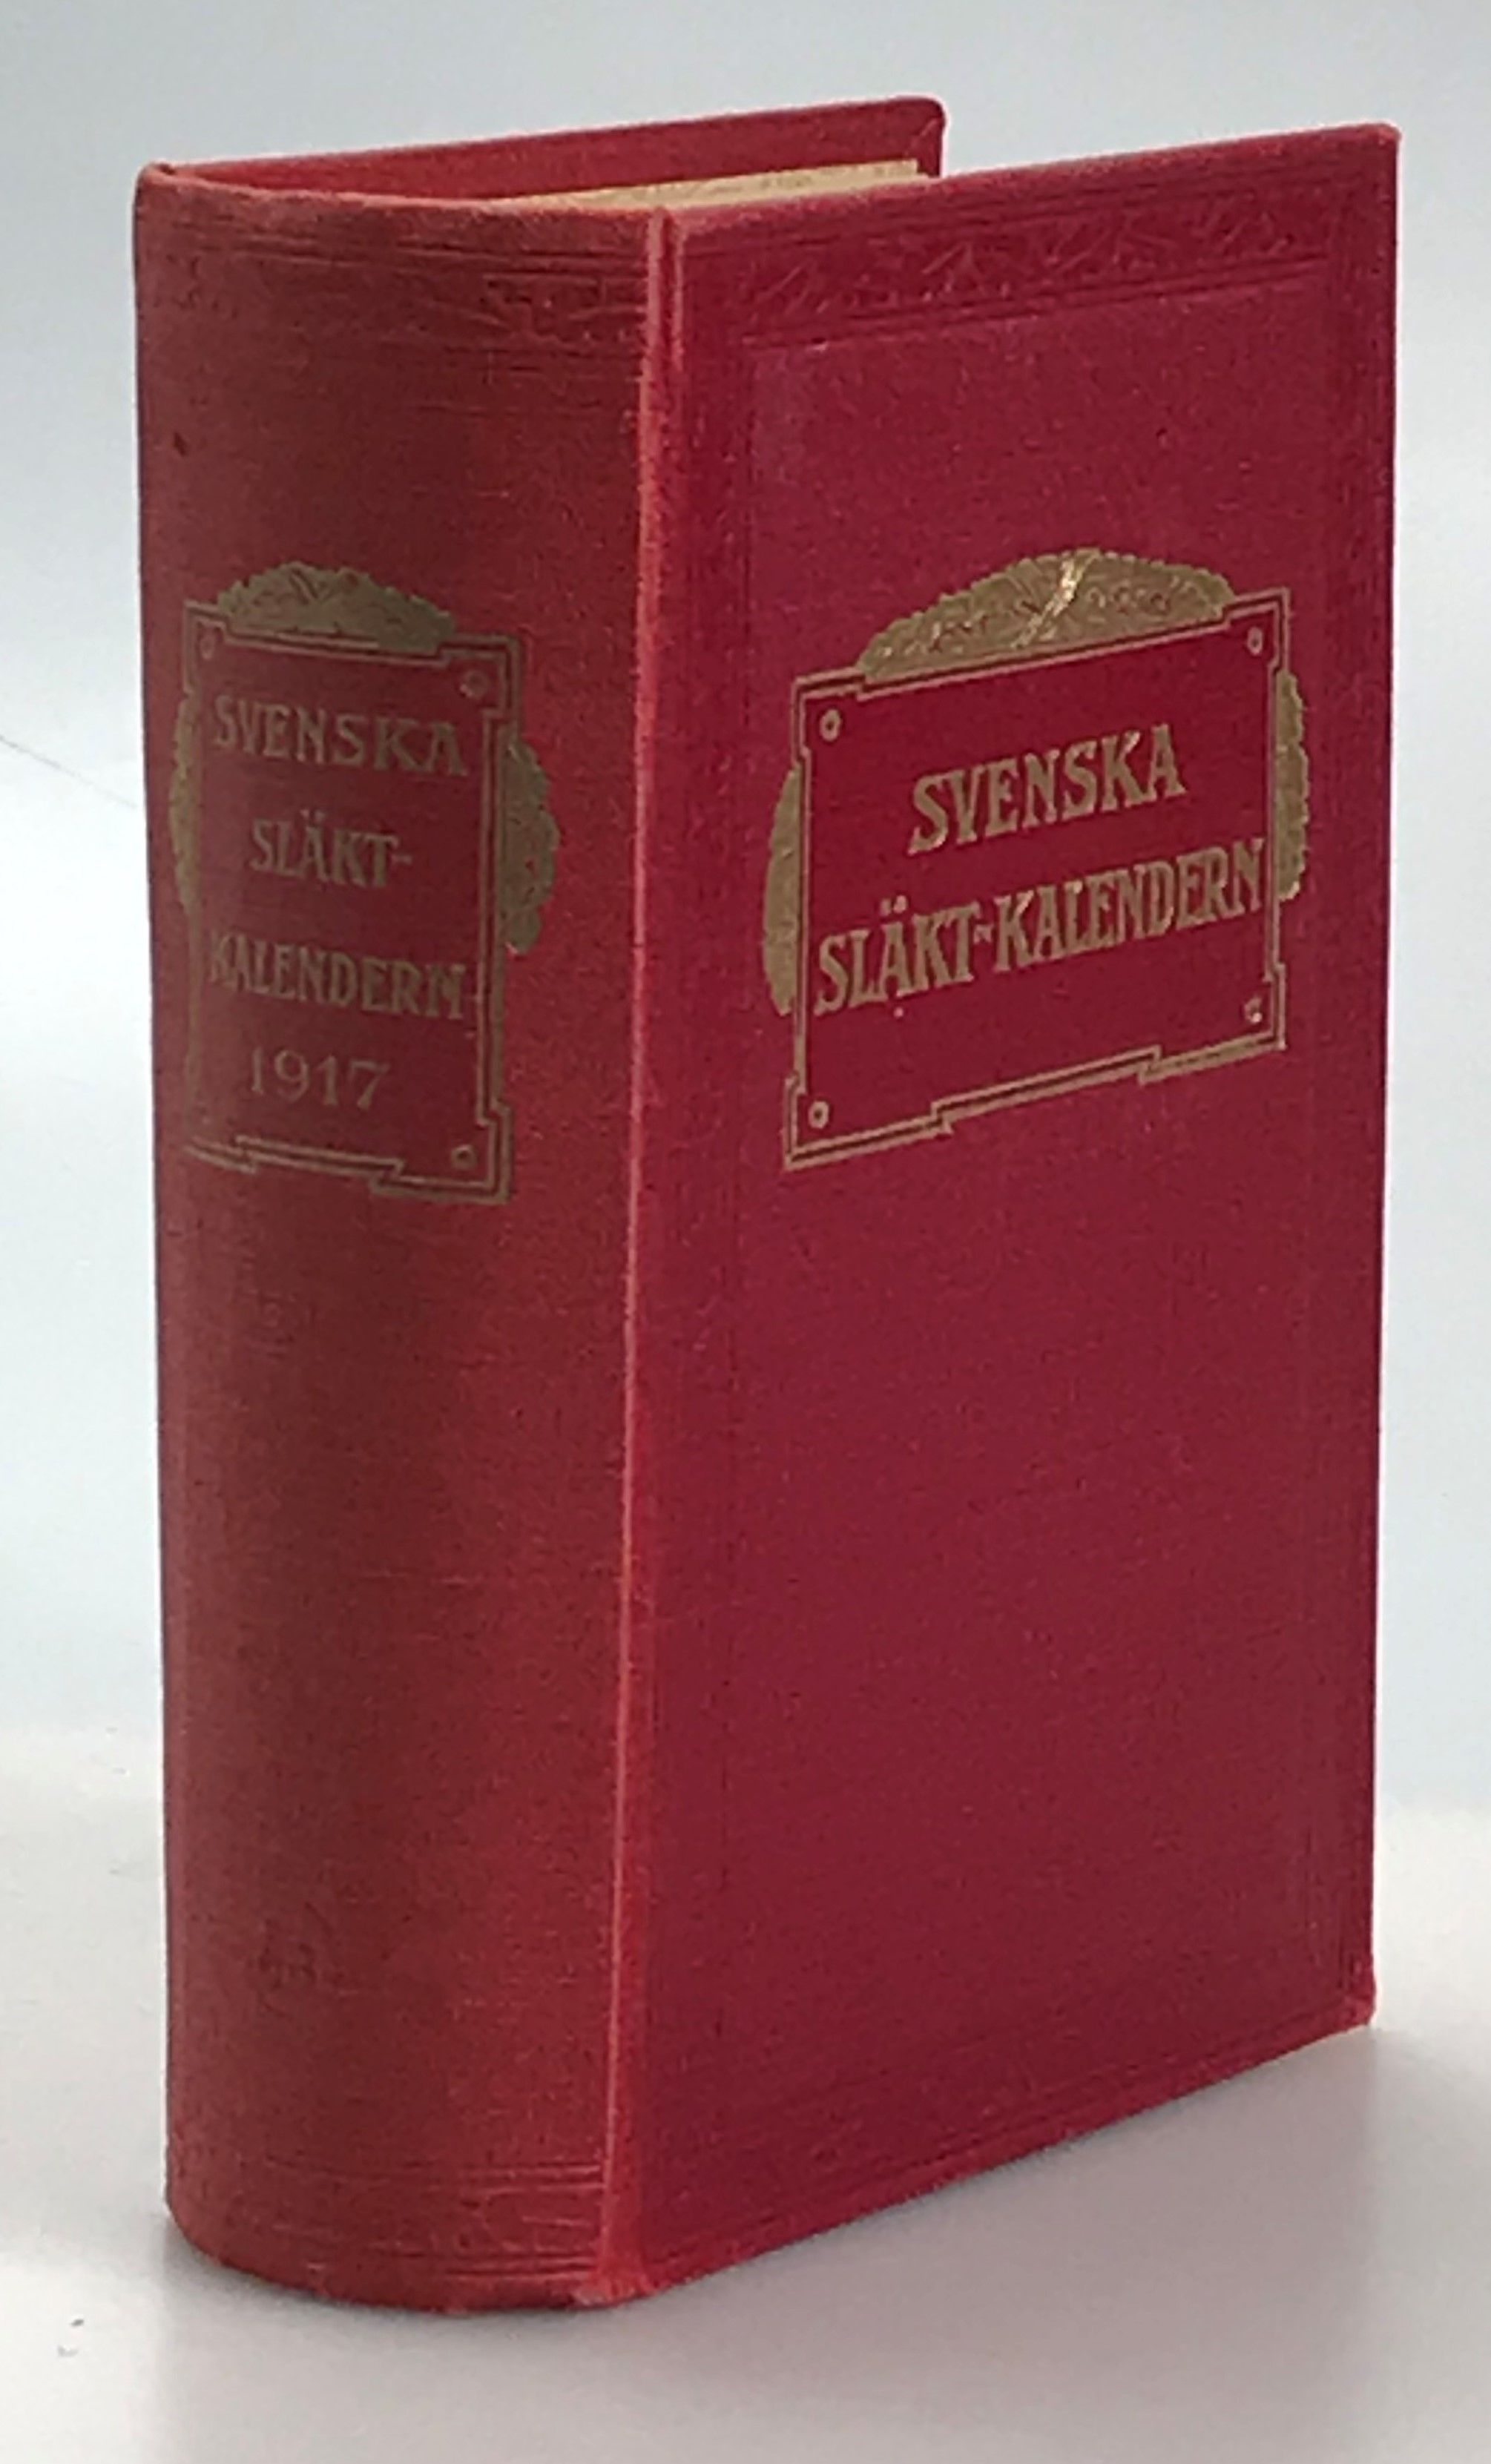 SVENSKA
SLÄKT-
KALENDERN
1917
SVENSKA
SLÄKT-KALENDERN